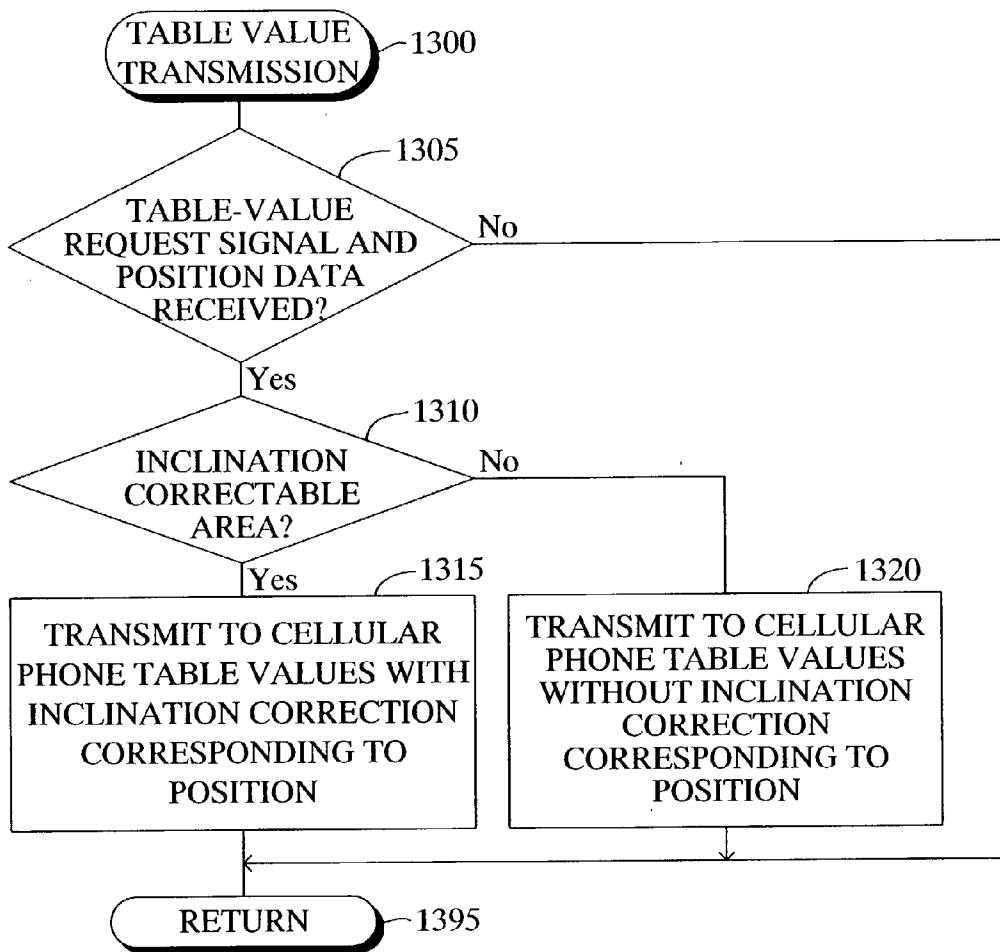 TABLE VALUE
TRANSMISSION
1300
1305
TABLE-VALUE
REQUEST SIGNAL AND
POSITION DATA
RECEIVED?
No
Yes
1310
INCLINATION
CORRECTABLE
AREA?
No
Yes
1315
TRANSMIT TO CELLULAR
PHONE TABLE VALUES WITH
INCLINATION CORRECTION
CORRESPONDING TO
POSITION
1320
TRANSMIT TO CELLULAR
PHONE TABLE VALUES
WITHOUT INCLINATION
CORRECTION
CORRESPONDING TO
POSITION
RETURN
1395